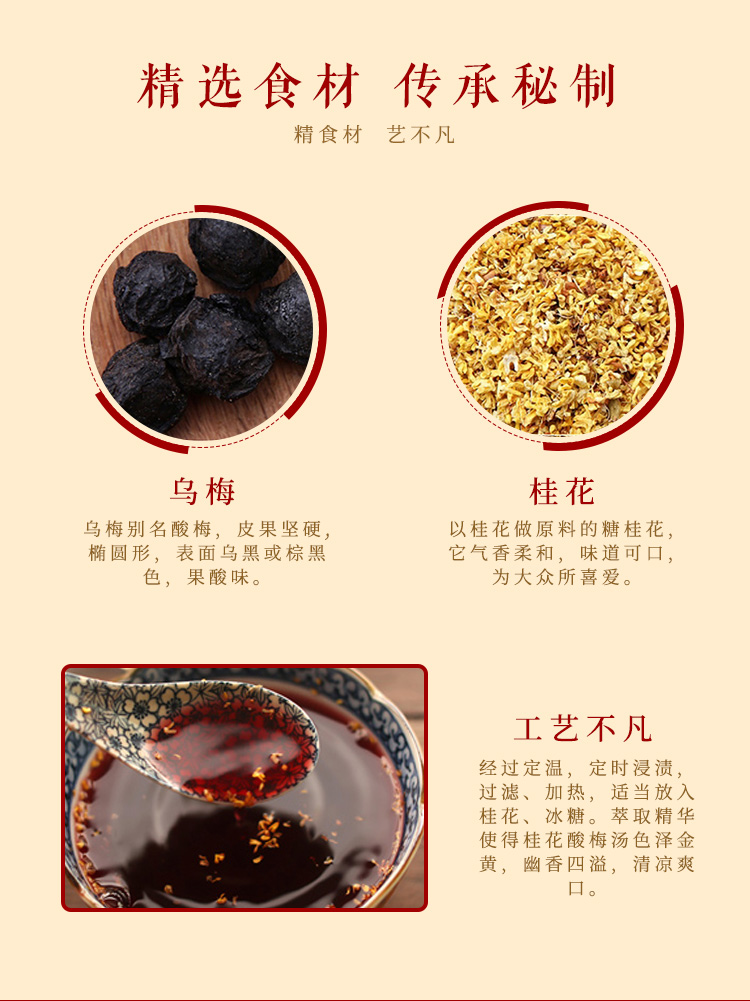 精选食材 传承秘制
精食材 艺不凡
乌梅
乌梅别名酸梅，皮果坚硬，
椭圆形，表面乌黑或棕黑
色，果酸味。
桂花
以桂花做原料的糖桂花，
它气香柔和，味道可口，
为大众所喜爱。
工艺不凡
经过定温，定时浸渍，
过滤、加热，适当放入
桂花、冰糖。萃取精华
使得桂花酸梅汤色泽金
黄，幽香四溢，清凉爽
口。